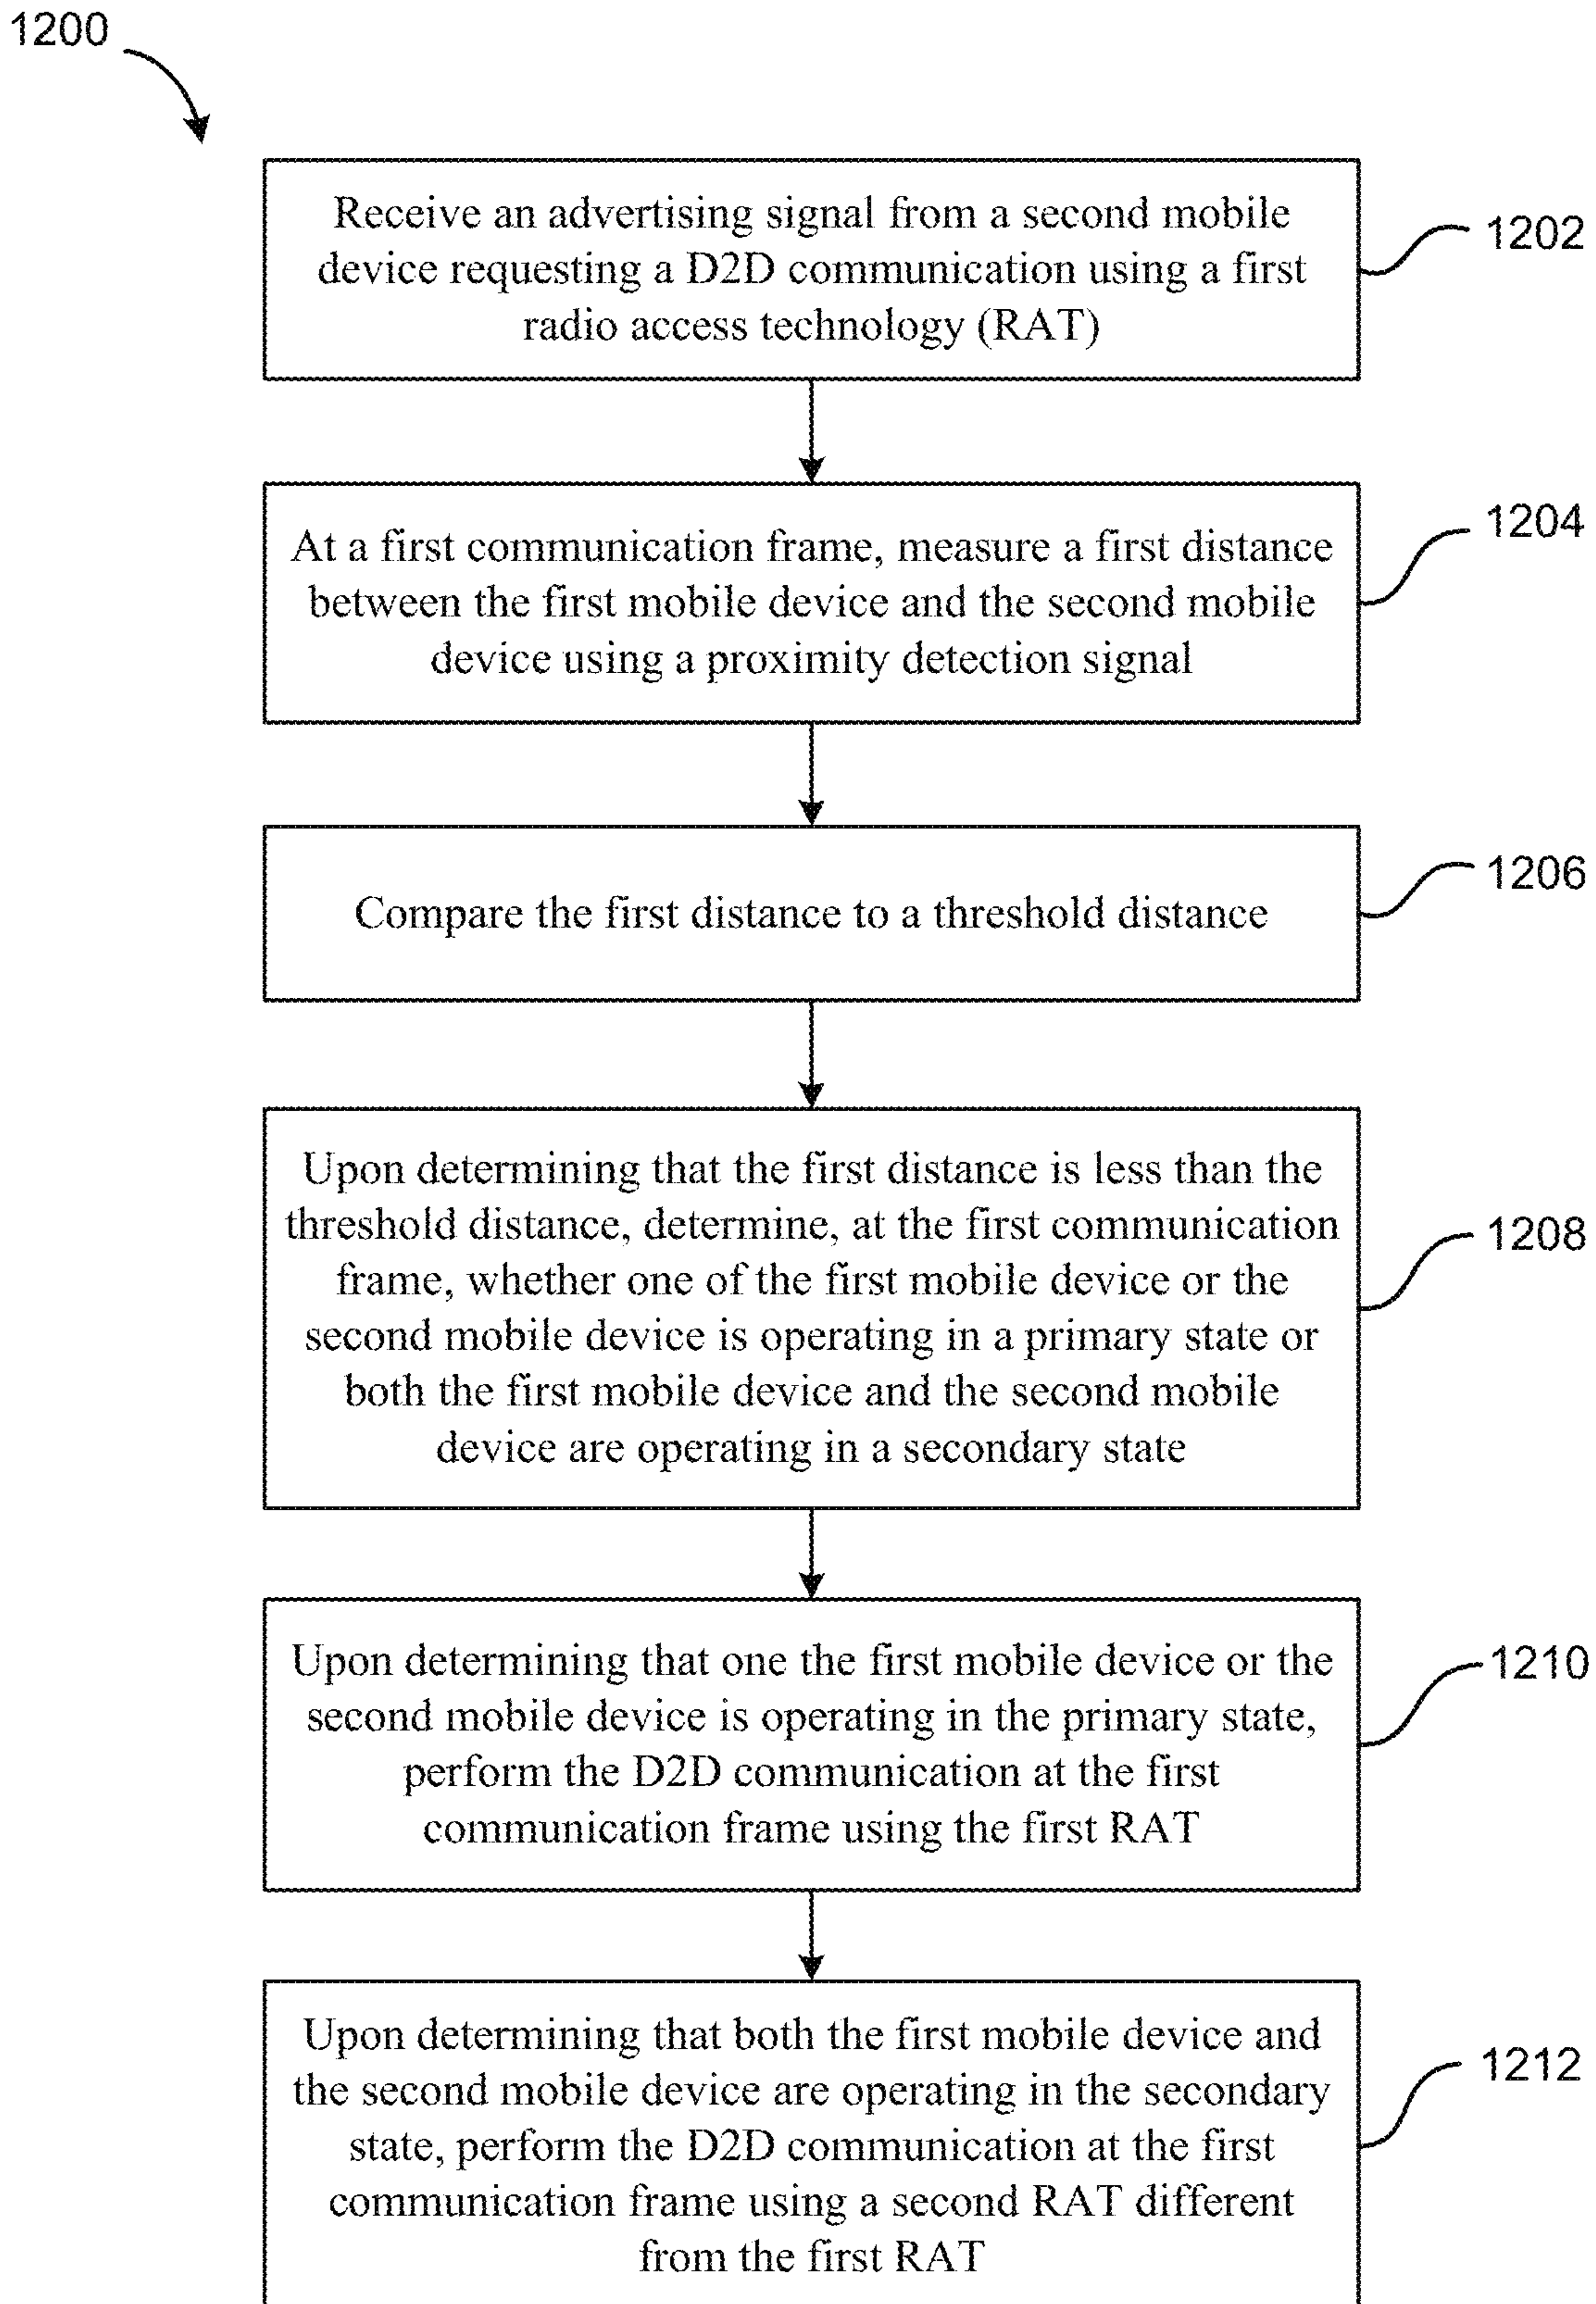 1200
Receive an advertising signal from a second mobile
device requesting a D2D communication using a first
radio access technology (RAT)
1202
At a first communication frame, measure a first distance
between the first mobile device and the second mobile
device using a proximity detection signal
1204
Compare the first distance to a threshold distance
1206
Upon determining that the first distance is less than the
threshold distance, determine, at the first communication
frame, whether one of the first mobile device or the
second mobile device is operating in a primary state or
both the first mobile device and the second mobile
device are operating in a secondary state
1208
Upon determining that one the first mobile device or the
second mobile device is operating in the primary state,
perform the D2D communication at the first
communication frame using the first RAT
1210
Upon determining that both the first mobile device and
the second mobile device are operating in the secondary
state, perform the D2D communication at the first
communication frame using a second RAT different
from the first RAT
1212